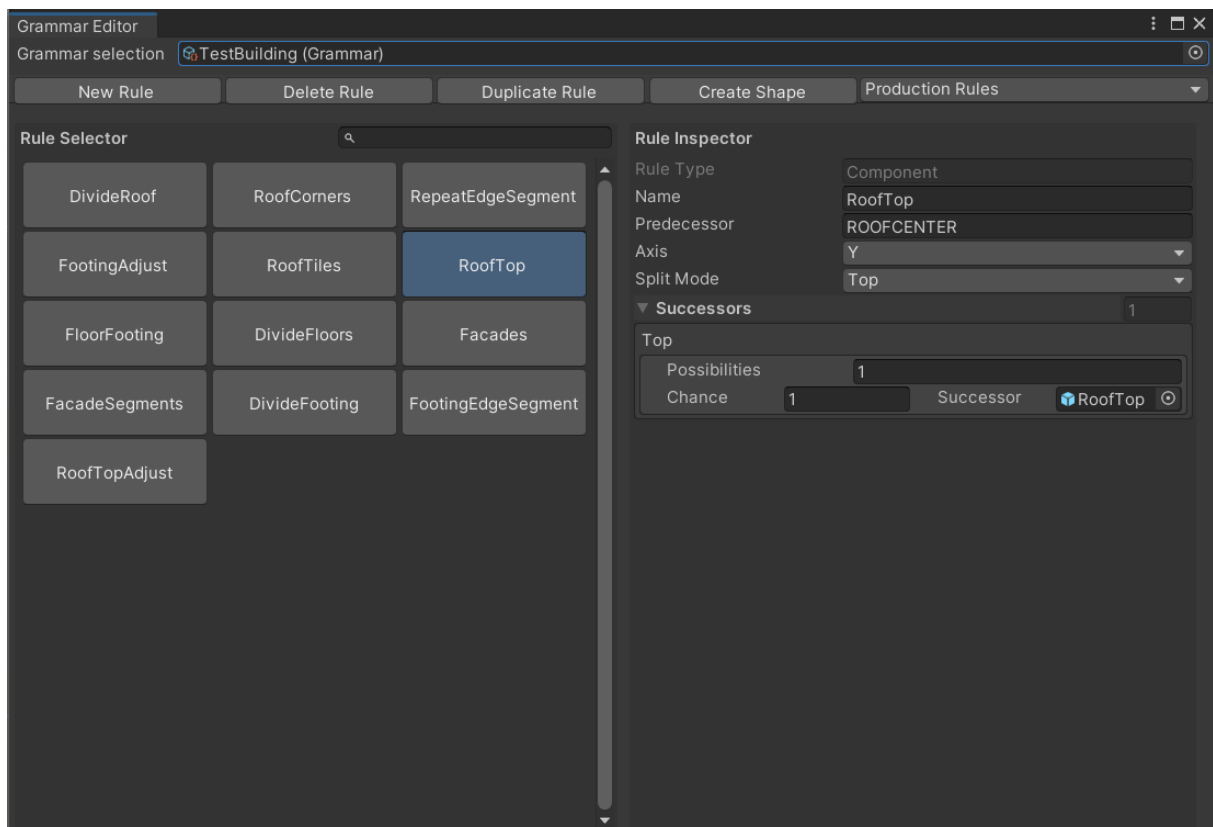 Grammar Editor
Grammar selection TestBuilding (Grammar)
New Rule Delete Rule Duplicate Rule Create Shape Production Rules
Rule Selector
DivideRoof RoofCorners RepeatEdgeSegment
FootingAdjust RoofTiles RoofTop
FloorFooting DivideFloors Facades
FacadeSegments DivideFooting FootingEdgeSegment
RoofTopAdjust
Rule Inspector
Rule Type Component
Name RoofTop
Predecessor ROOFCENTER
Axis Y
Split Mode Top
Successors 1
Top
Possibilities 1
Chance 1 Successor RoofTop